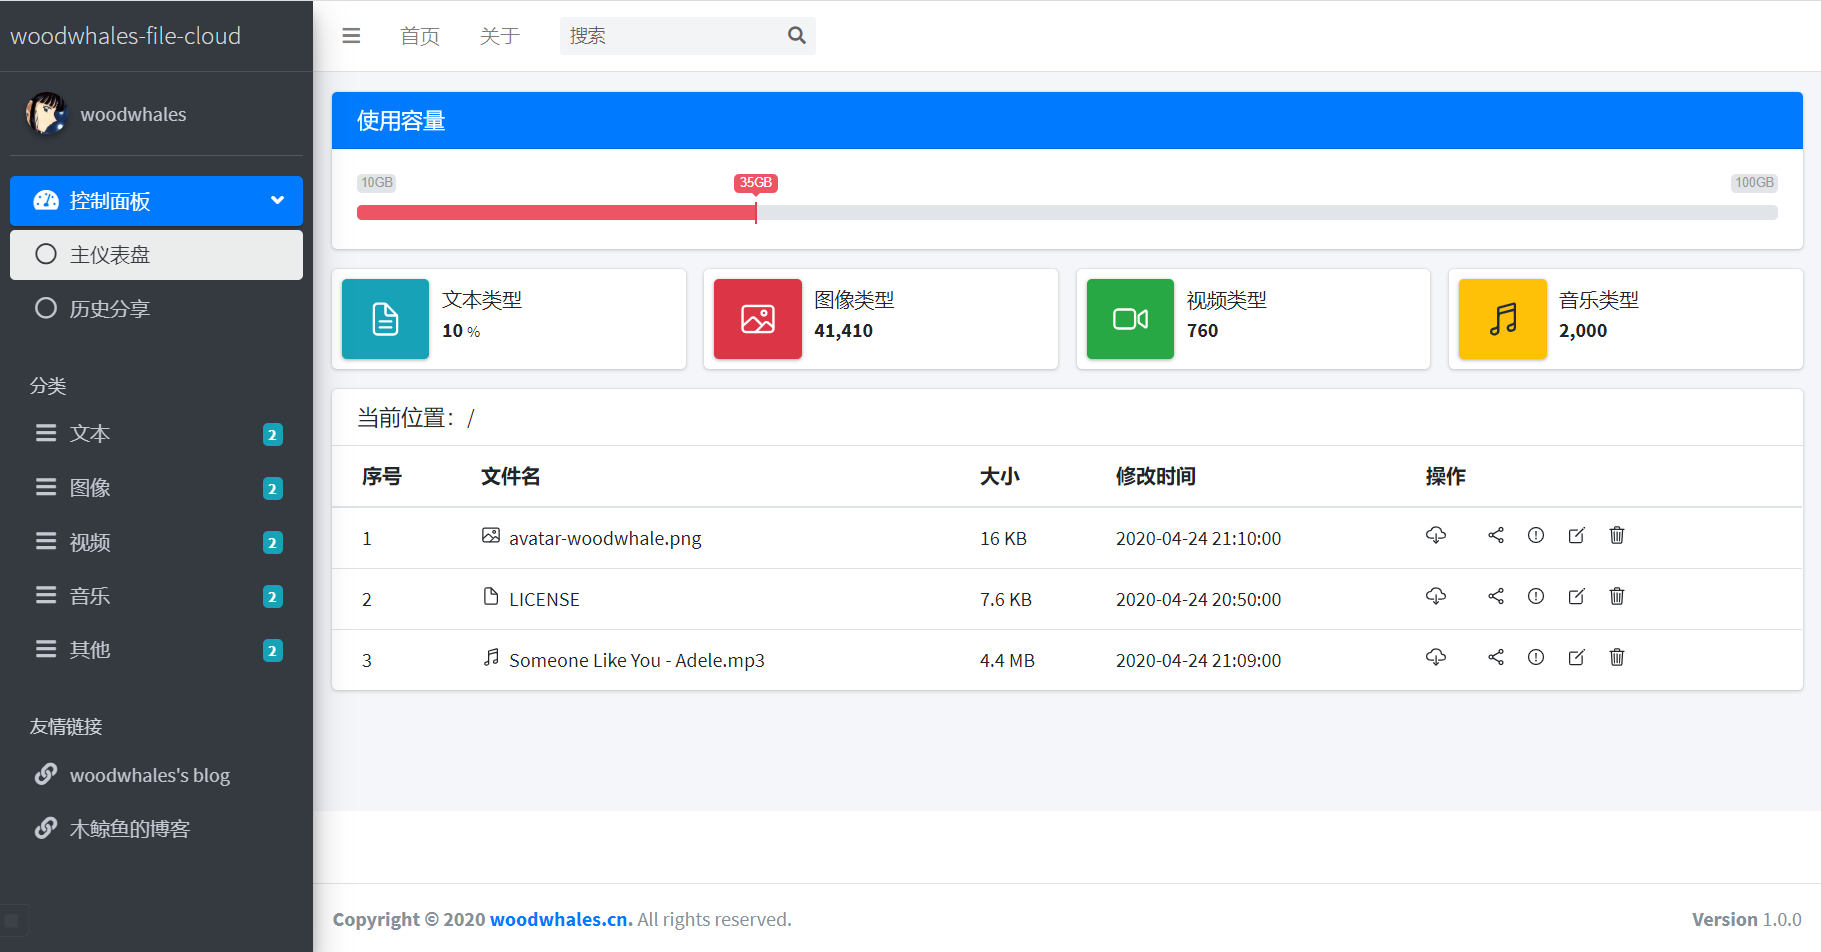 woodwhales-file-cloud
首页 关于 搜索
woodwhales
控制面板
主仪表盘
历史分享
分类
文本 2
图像 2
视频 2
音乐 2
其他 2
友情链接
woodwhales's blog
木鲸鱼的博客
使用容量
10GB 35GB 100GB
文本类型
10 %
图像类型
41,410
视频类型
760
音乐类型
2,000
当前位置：/
序号 文件名 大小 修改时间 操作
1 avatar-woodwhale.png 16 KB 2020-04-24 21:10:00
2 LICENSE 7.6 KB 2020-04-24 20:50:00
3 Someone Like You - Adele.mp3 4.4 MB 2020-04-24 21:09:00
Copyright © 2020 woodwhales.cn. All rights reserved. Version 1.0.0